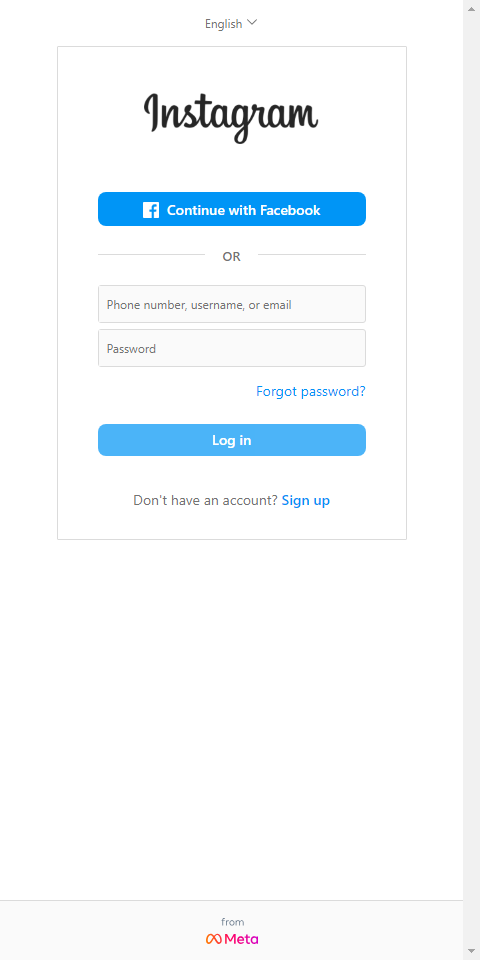 English
Instagram
Continue with Facebook
OR
Phone number, username, or email
Password
Forgot password?
Log in
Don't have an account? Sign up
from
Meta